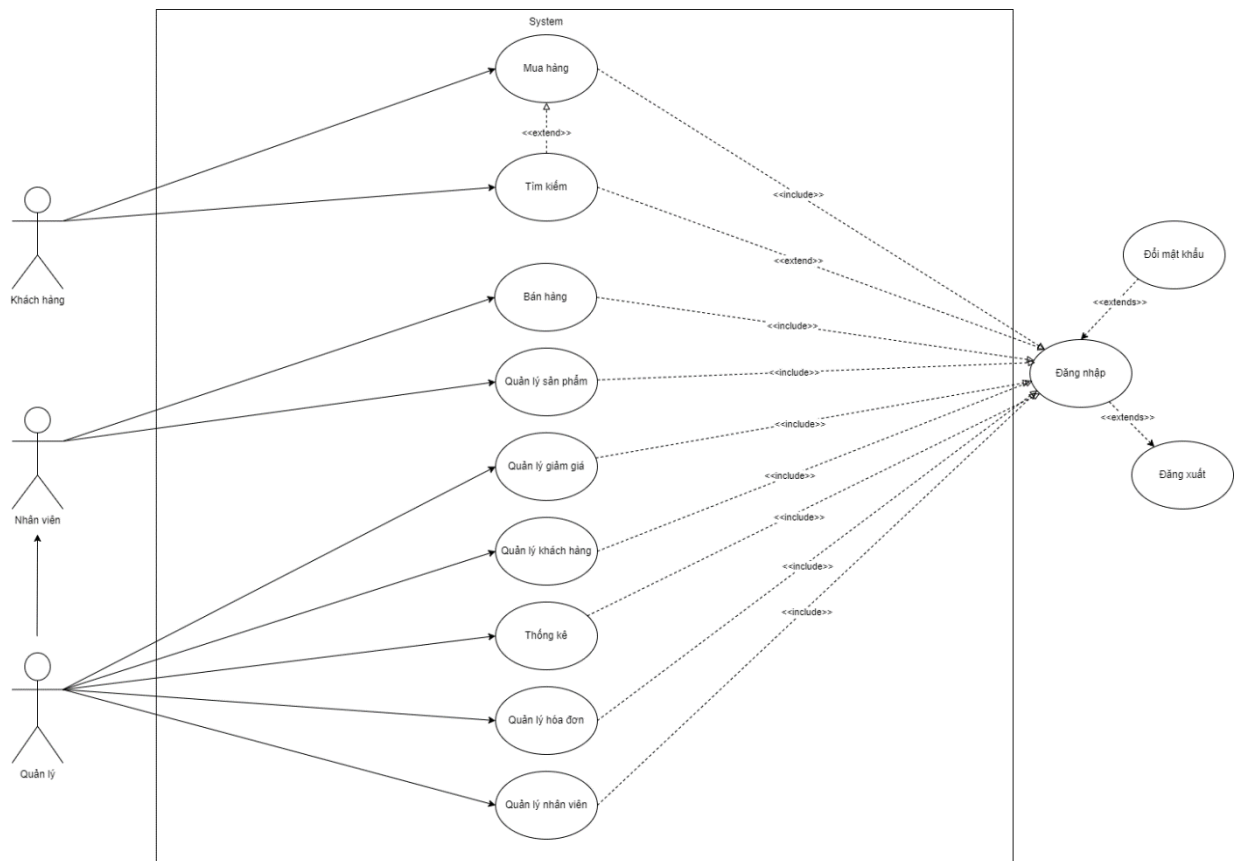 System
Mua hàng
<<extend>>
Tìm kiếm
<<include>>
<<extend>>
Khách hàng
Bán hàng
<<include>>
Đổi mật khẩu
<<extends>>
Quản lý sản phẩm
<<include>>
Đăng nhập
<<extends>>
Đăng xuất
Nhân viên
Quản lý giảm giá
<<include>>
Quản lý khách hàng
<<include>>
Thống kê
<<include>>
Quản lý hóa đơn
<<include>>
Quản lý nhân viên
<<include>>
Quản lý